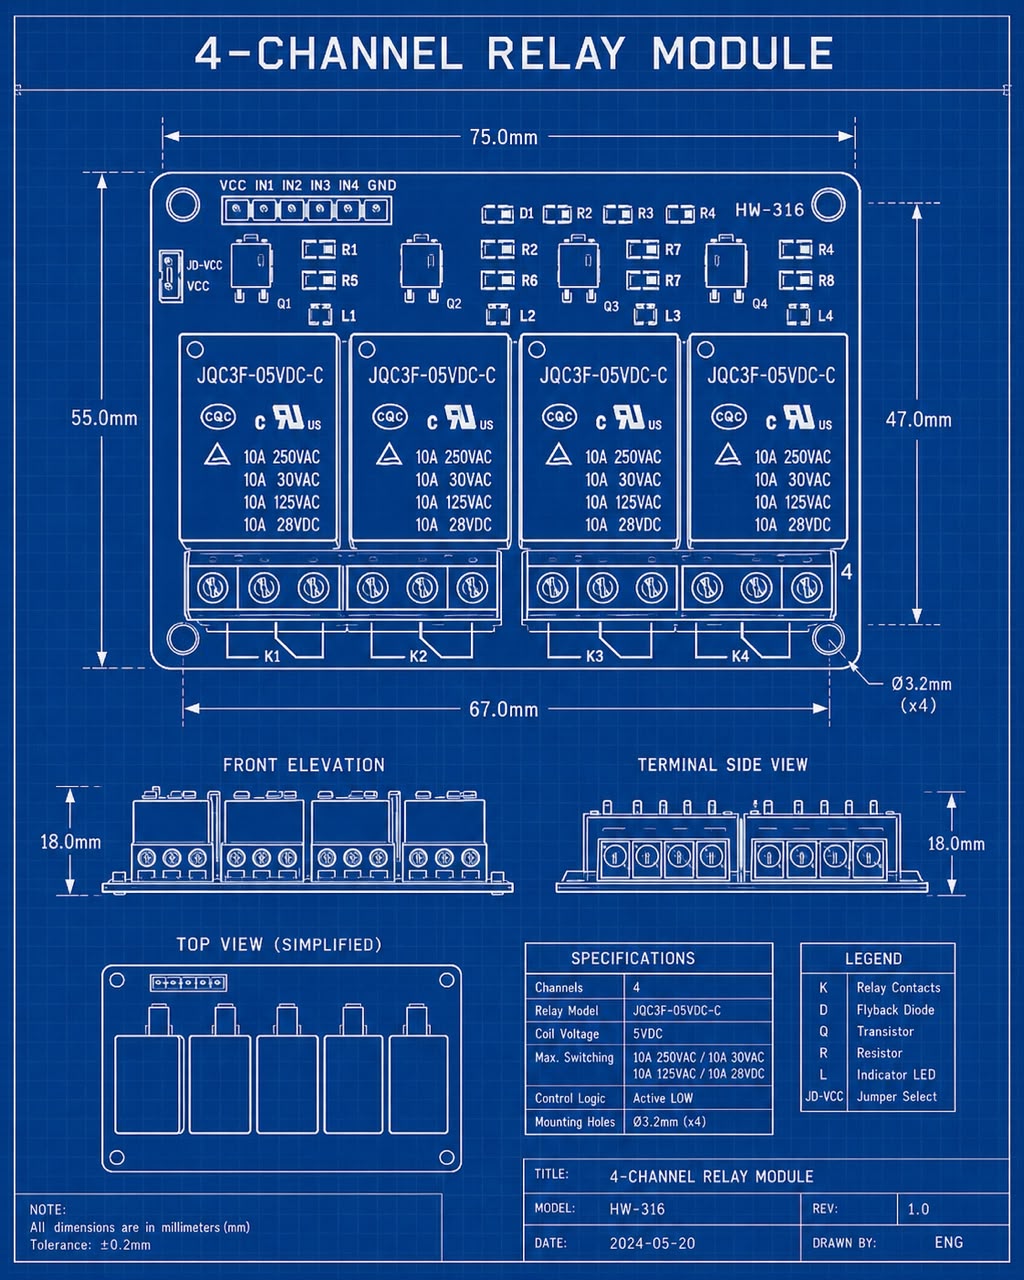 4-CHANNEL RELAY MODULE
75.0mm
VCC IN1 IN2 IN3 IN4 GND
D1 R2 R3 R4 HW-316
R1 R2 R7 R4
JD-VCC
VCC
R5 R6 R7 R8
Q1 Q2 Q3 Q4
L1 L2 L3 L4
JQC3F-05VDC-C JQC3F-05VDC-C JQC3F-05VDC-C JQC3F-05VDC-C
55.0mm
47.0mm
CQC c RU US CQC c RU US CQC c RU US CQC c RU US
10A 250VAC 10A 250VAC 10A 250VAC 10A 250VAC
10A 30VAC 10A 30VAC 10A 30VAC 10A 30VAC
10A 125VAC 10A 125VAC 10A 125VAC 10A 125VAC
10A 28VDC 10A 28VDC 10A 28VDC 10A 28VDC
4
K1 K2 K3 K4
Ø3.2mm
(x4)
67.0mm
FRONT ELEVATION
18.0mm
TERMINAL SIDE VIEW
18.0mm
TOP VIEW (SIMPLIFIED)
SPECIFICATIONS
Channels 4
Relay Model JQC3F-05VDC-C
Coil Voltage 5VDC
Max. Switching 10A 250VAC / 10A 30VAC
10A 125VAC / 10A 28VDC
Control Logic Active LOW
Mounting Holes Ø3.2mm (x4)
LEGEND
K Relay Contacts
D Flyback Diode
Q Transistor
R Resistor
L Indicator LED
JD-VCC Jumper Select
NOTE:
All dimensions are in millimeters (mm)
Tolerance: ±0.2mm
TITLE: 4-CHANNEL RELAY MODULE
MODEL: HW-316 REV: 1.0
DATE: 2024-05-20 DRAWN BY: ENG